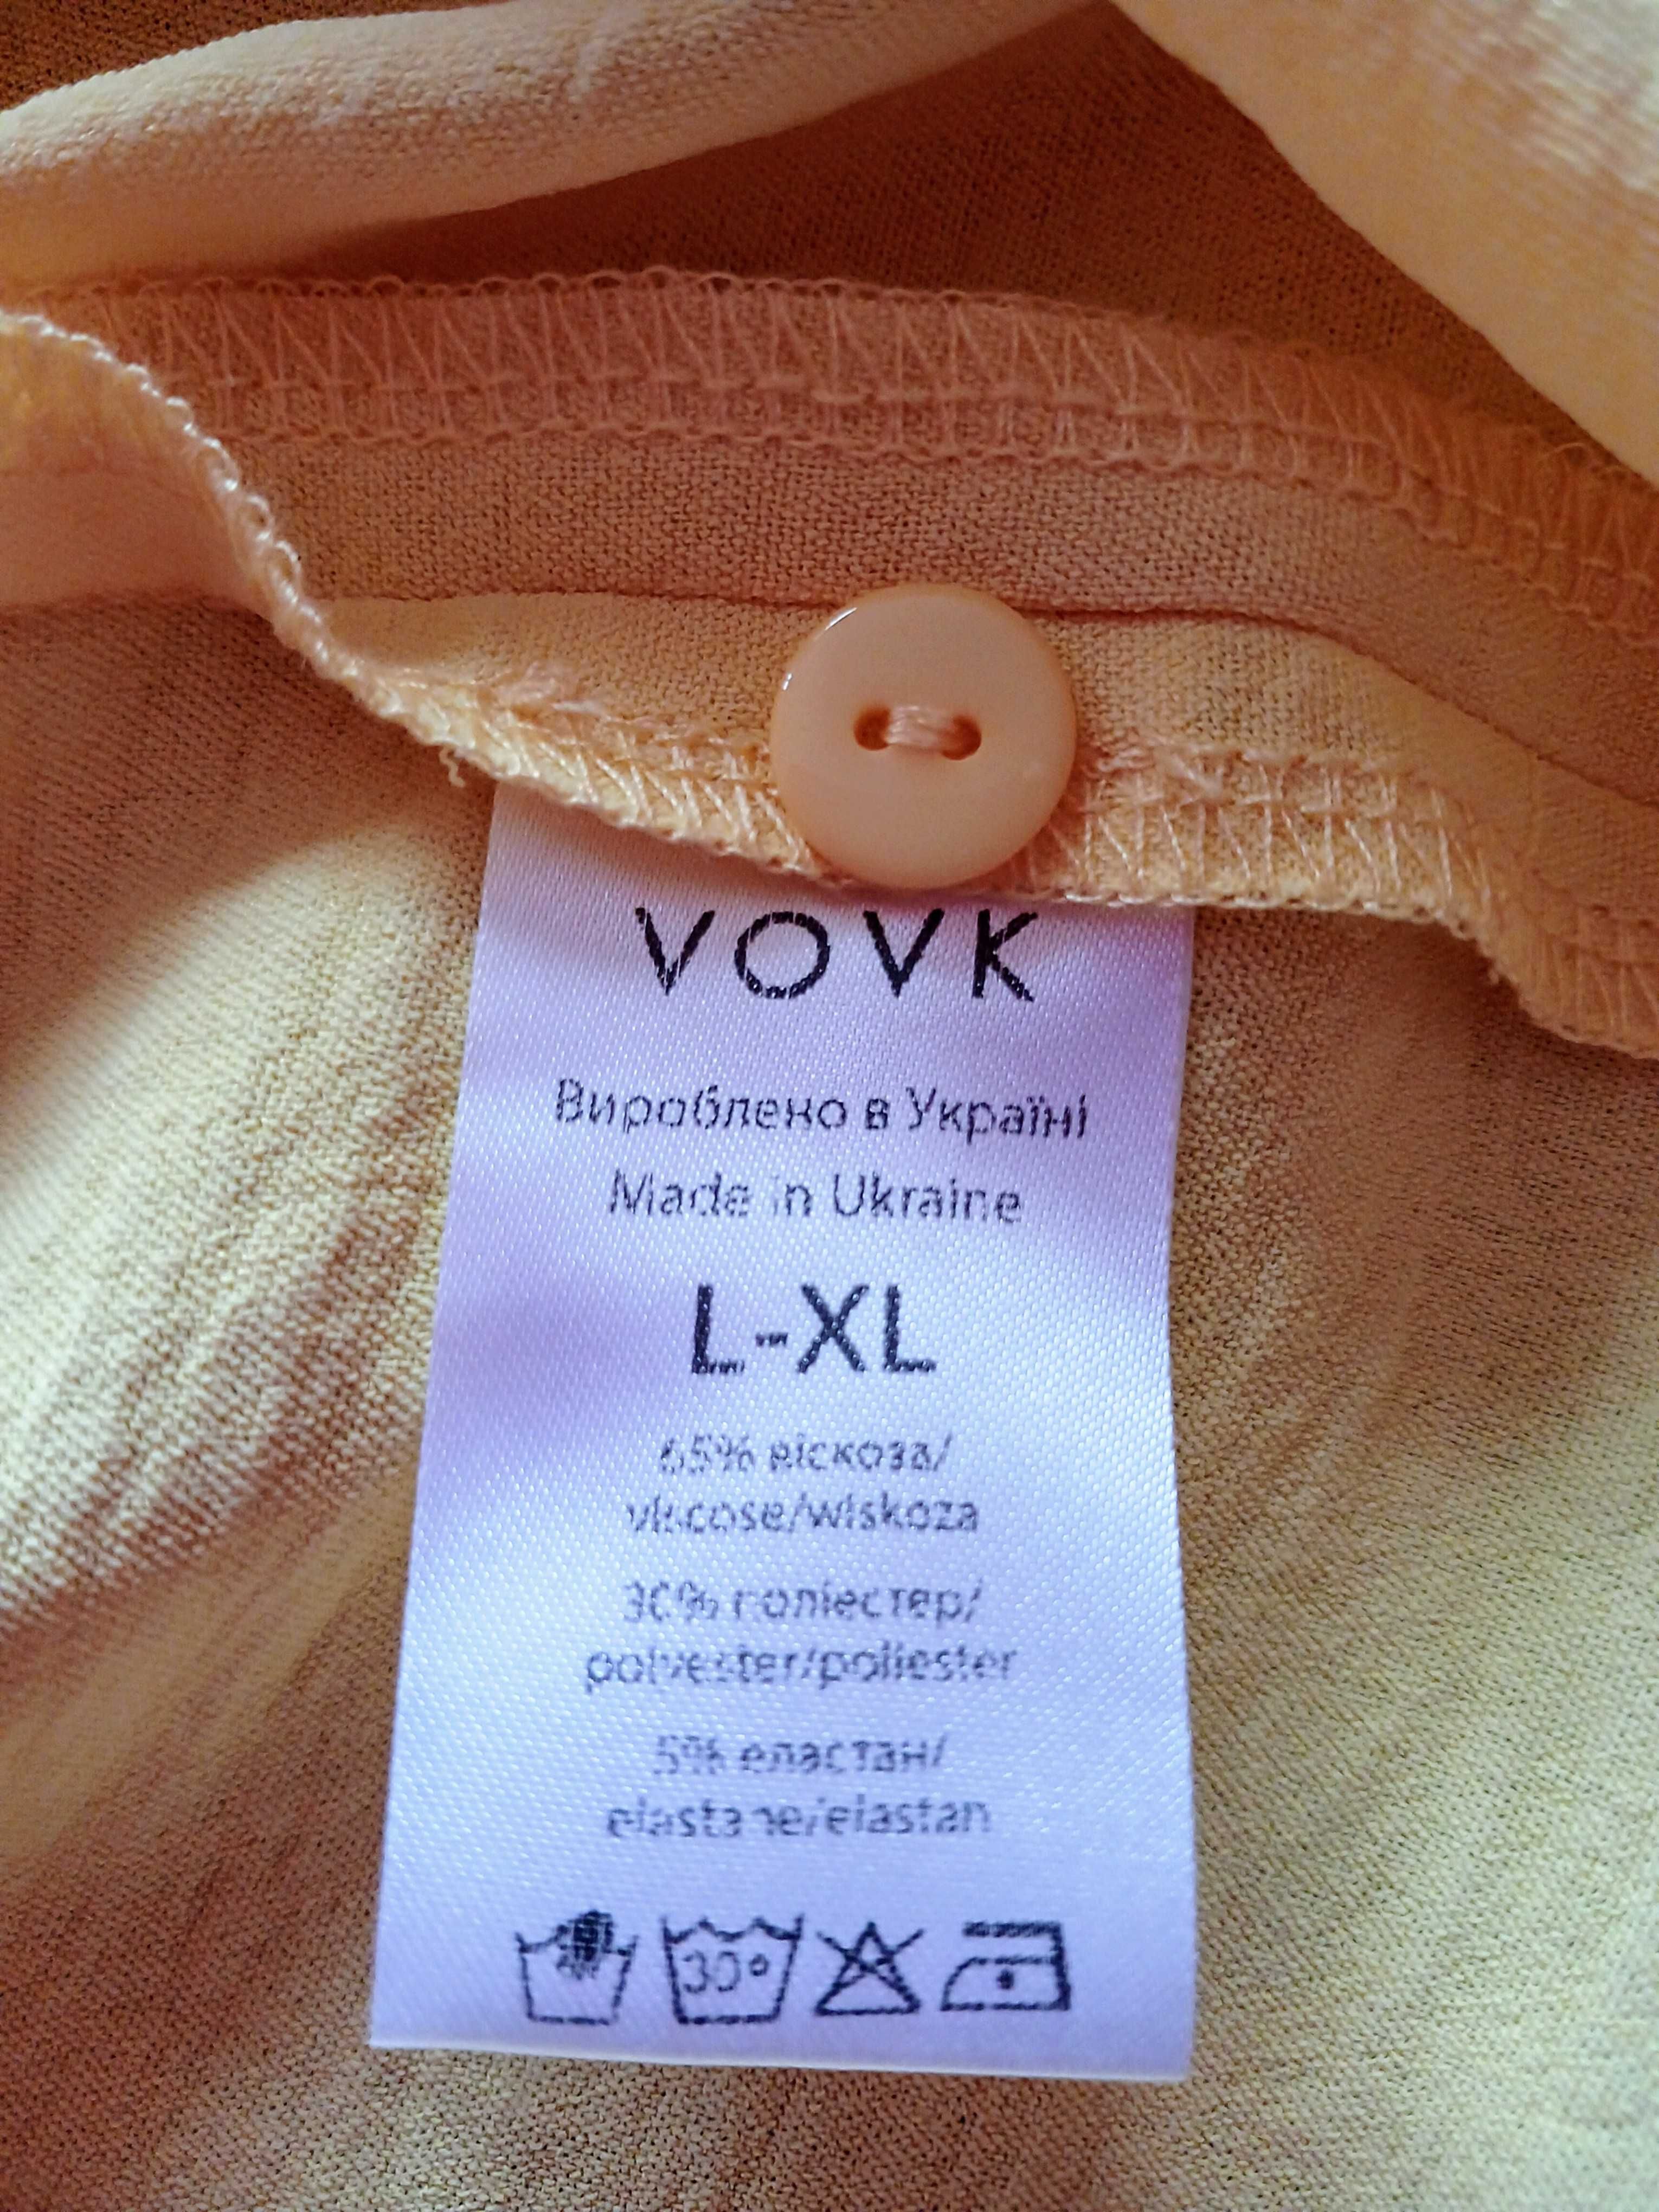 VOVK
Вироблено в Україні
Made in Ukraine
L-XL
65% віскоза/
viscose/wiskoza
30% поліестер/
polyester/poliester
5% еластан/
elastane/elastan
30°